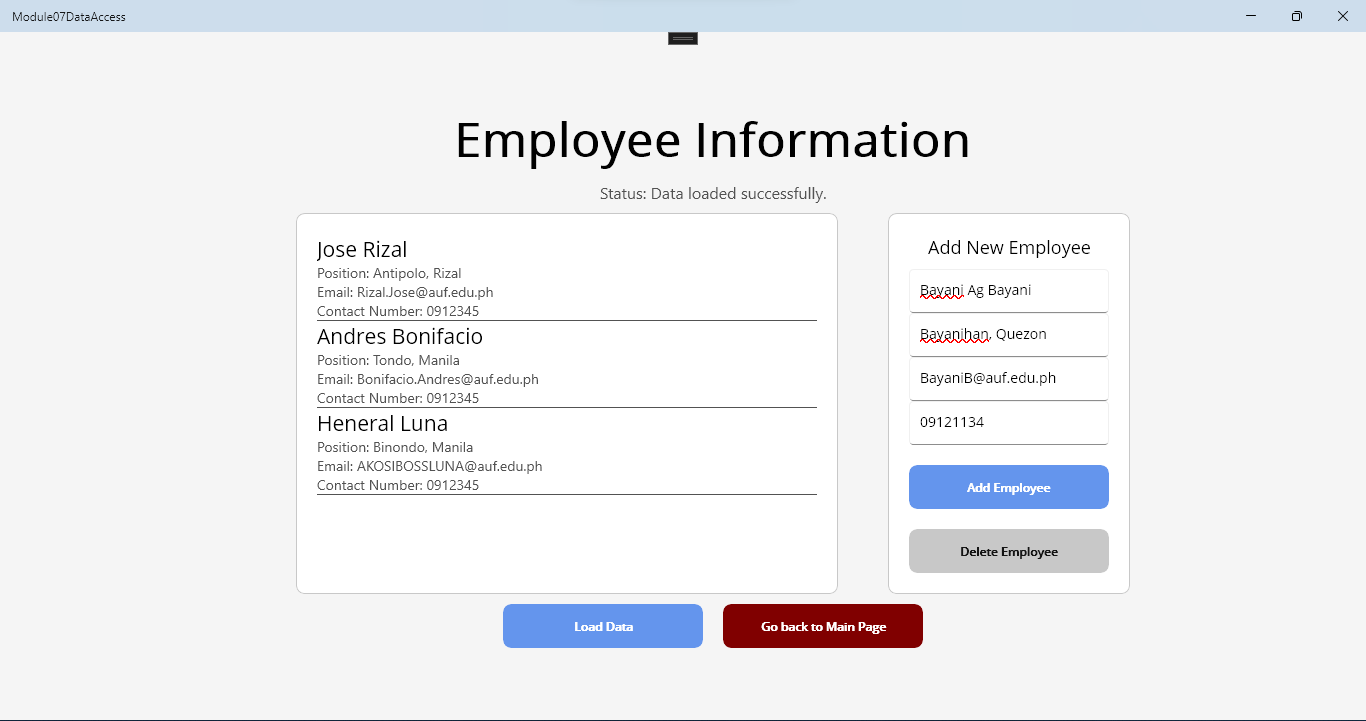 Module07DataAccess
Employee Information
Status: Data loaded successfully.
Jose Rizal
Position: Antipolo, Rizal
Email: Rizal.Jose@auf.edu.ph
Contact Number: 0912345
Andres Bonifacio
Position: Tondo, Manila
Email: Bonifacio.Andres@auf.edu.ph
Contact Number: 0912345
Heneral Luna
Position: Binondo, Manila
Email: AKOSIBOSSLUNA@auf.edu.ph
Contact Number: 0912345
Add New Employee
Bayani Ag Bayani
Bayanihan, Quezon
BayaniB@auf.edu.ph
09121134
Add Employee
Delete Employee
Load Data
Go back to Main Page